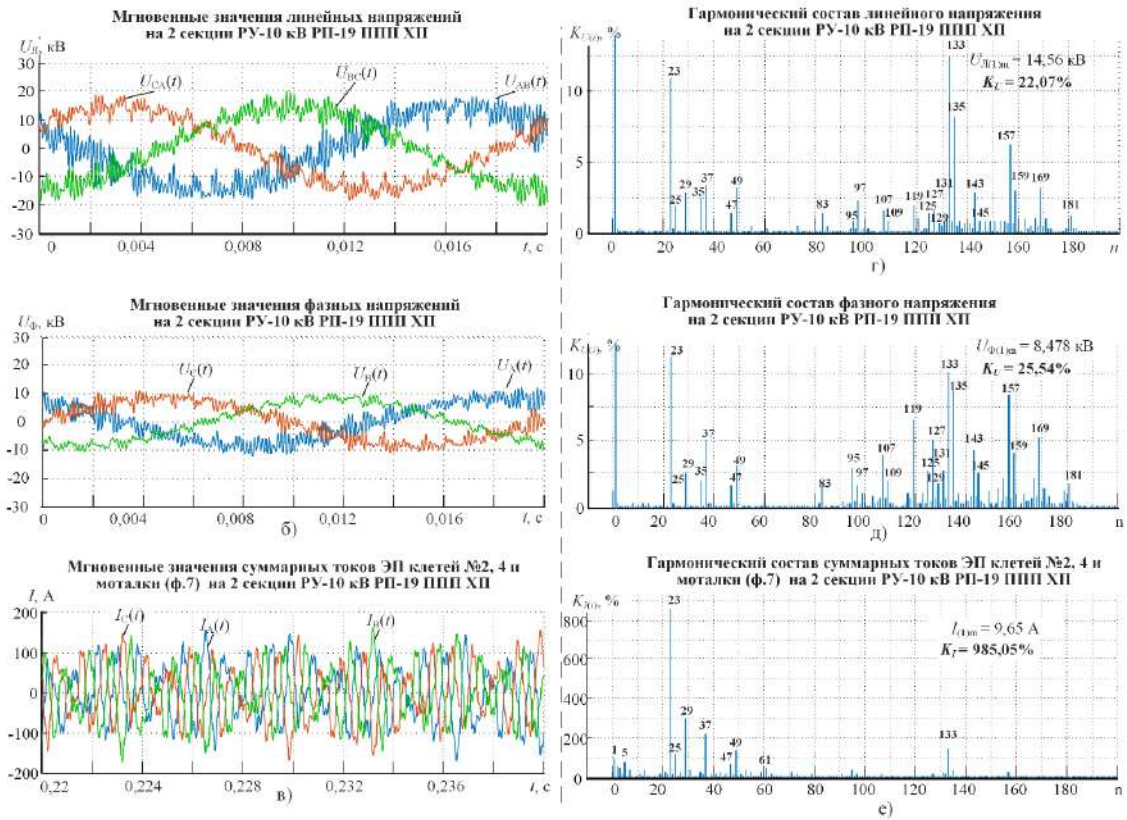 Мгновенные значения линейных напряжений
на 2 секции РУ-10 кВ РП-19 ППП ХП
U_Л, кВ
30
20
10
0
-10
-20
-30
U_CA(t)
U_BC(t)
U_AB(t)
0 0,004 0,008 0,012 0,016 t, с
Гармонический состав линейного напряжения
на 2 секции РУ-10 кВ РП-19 ППП ХП
K_U(i), %
10
5
0
U_Л(1)m = 14,56 кВ
K_U = 22,07%
23 25 29 35 37 47 49 83 95 97 107 109 119 125 127 129 131 133 135 143 145 157 159 169 181
0 20 40 60 80 100 120 140 160 180 n
г)
Мгновенные значения фазных напряжений
на 2 секции РУ-10 кВ РП-19 ППП ХП
U_Ф, кВ
30
20
10
0
-10
-20
-30
U_C(t)
U_B(t)
U_A(t)
0 0,004 0,008 0,012 0,016 t, с
б)
Гармонический состав фазного напряжения
на 2 секции РУ-10 кВ РП-19 ППП ХП
K_U(i), %
10
5
0
U_Ф(1)m = 8,478 кВ
K_U = 25,54%
23 25 29 35 37 47 49 83 95 97 107 109 119 125 127 129 131 133 135 143 145 157 159 169 181
0 20 40 60 80 100 120 140 160 180 n
д)
Мгновенные значения суммарных токов ЭП клетей №2, 4 и
моталки (ф.7) на 2 секции РУ-10 кВ РП-19 ППП ХП
I, А
200
100
0
-100
-200
I_C(t)
I_A(t)
I_B(t)
0,22 0,224 0,228 0,232 0,236 t, с
в)
Гармонический состав суммарных токов ЭП клетей №2, 4 и
моталки (ф.7) на 2 секции РУ-10 кВ РП-19 ППП ХП
K_I(i), %
800
600
400
200
0
I_(1)m = 9,65 А
K_I = 985,05%
1 5 23 25 29 37 47 49 61 133
0 20 40 60 80 100 120 140 160 180 n
е)